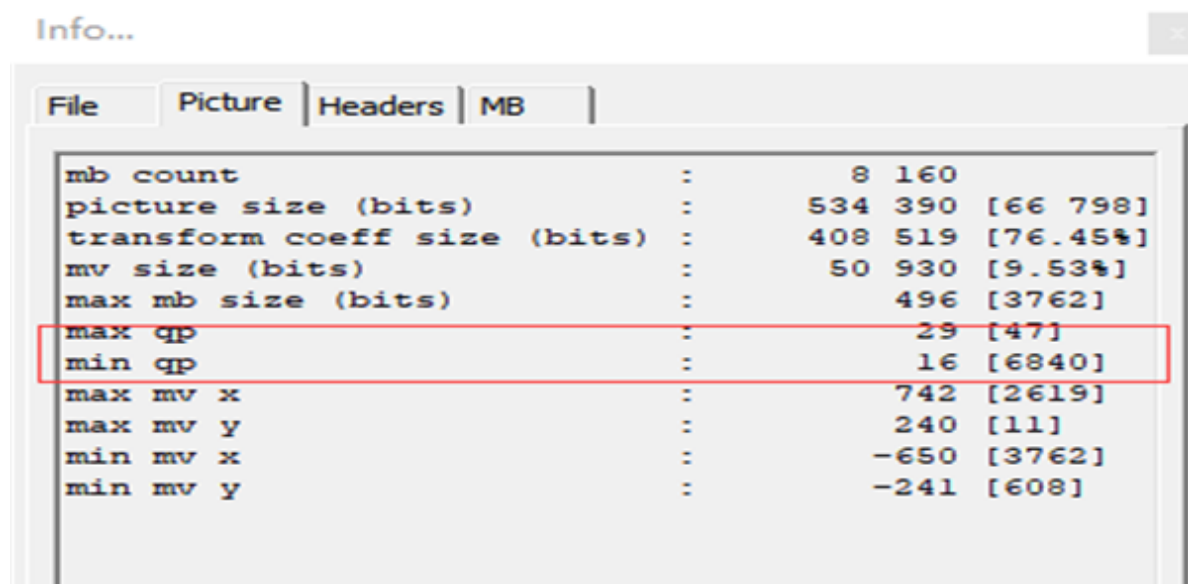 Info...
x
File Picture Headers MB
mb count : 8 160
picture size (bits) : 534 390 [66 798]
transform coeff size (bits) : 408 519 [76.45%]
mv size (bits) : 50 930 [9.53%]
max mb size (bits) : 496 [3762]
max qp : 29 [47]
min qp : 16 [6840]
max mv x : 742 [2619]
max mv y : 240 [11]
min mv x : -650 [3762]
min mv y : -241 [608]